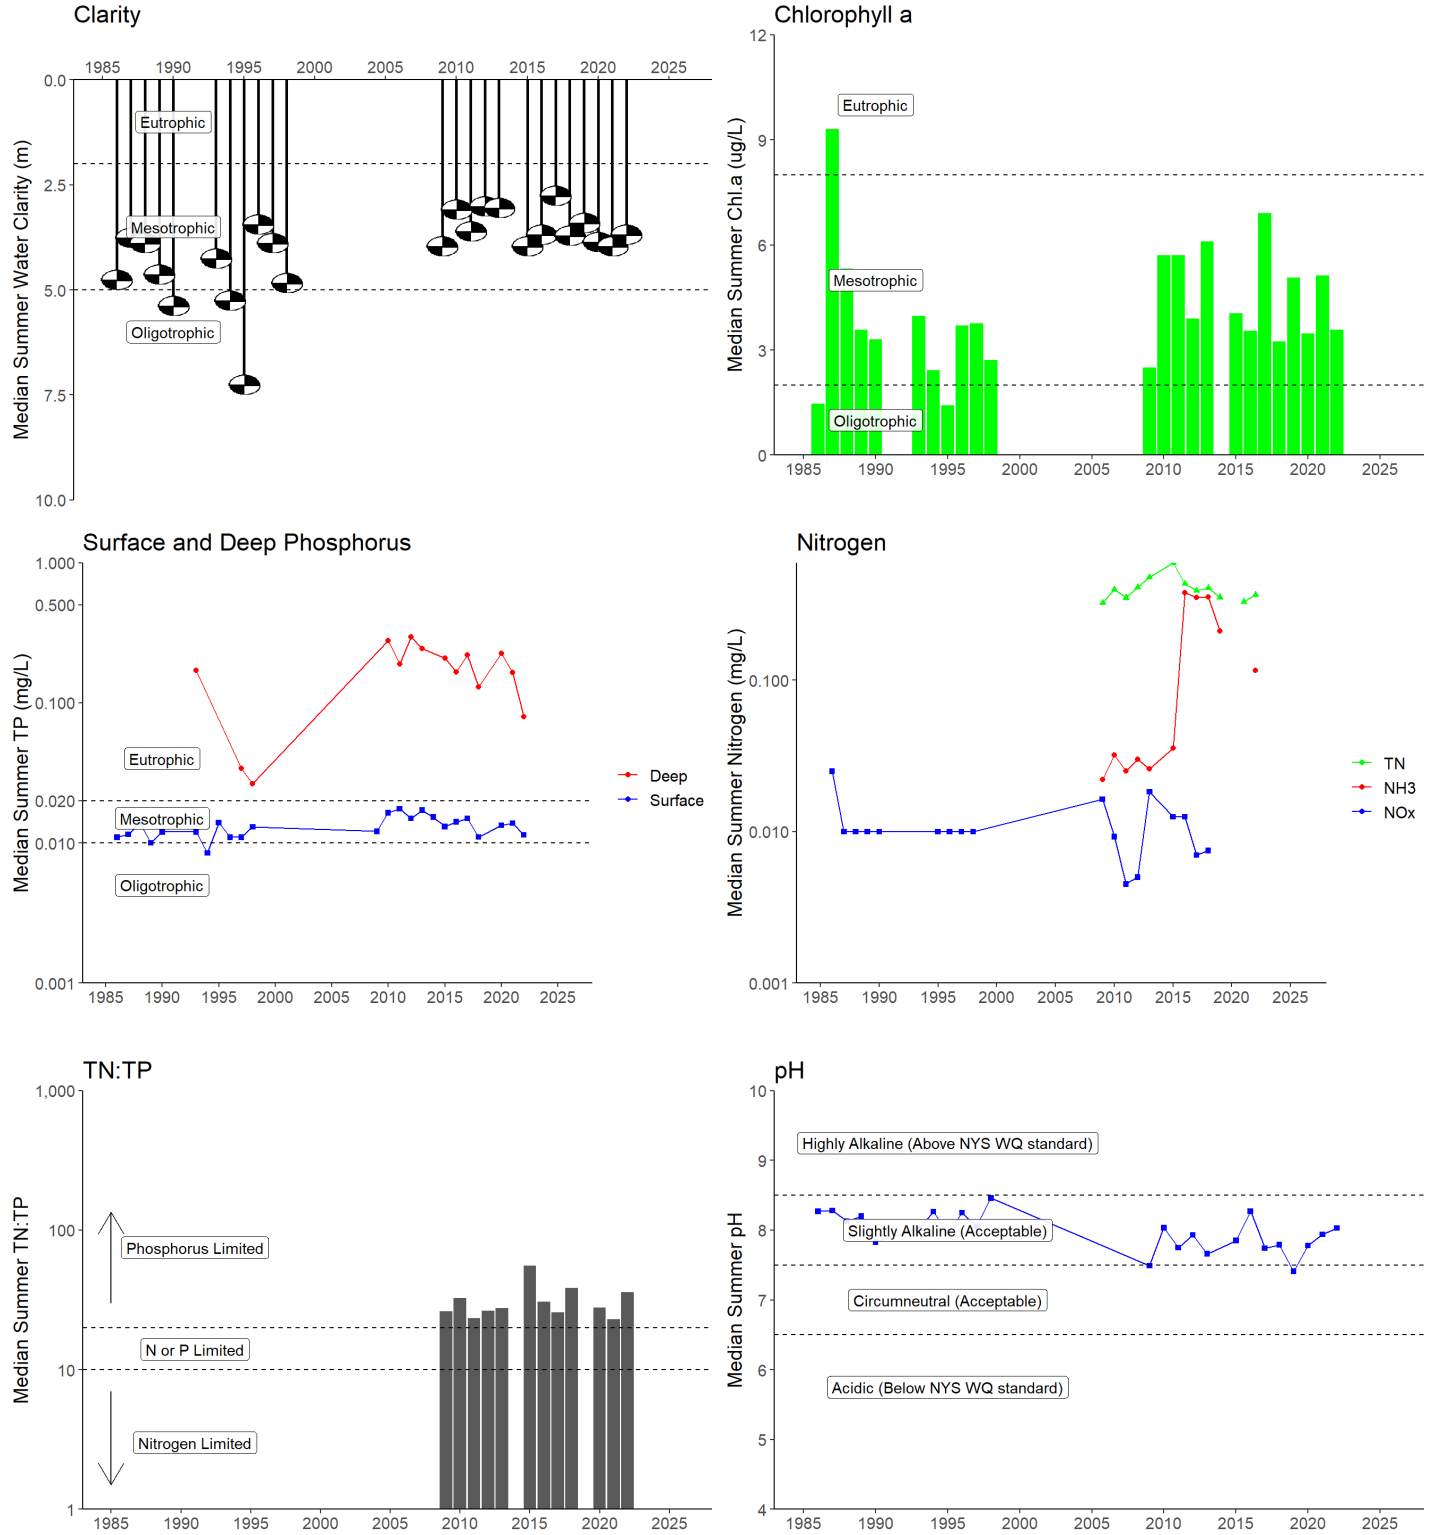 Clarity
1985 1990 1995 2000 2005 2010 2015 2020 2025
0.0
2.5
5.0
7.5
10.0
Median Summer Water Clarity (m)
Eutrophic
Mesotrophic
Oligotrophic
Chlorophyll a
12
9
6
3
0
Median Summer Chl.a (ug/L)
Eutrophic
Mesotrophic
Oligotrophic
1985 1990 1995 2000 2005 2010 2015 2020 2025
Surface and Deep Phosphorus
1.000
0.500
0.100
0.020
0.010
0.001
Median Summer TP (mg/L)
Eutrophic
Mesotrophic
Oligotrophic
Deep
Surface
1985 1990 1995 2000 2005 2010 2015 2020 2025
Nitrogen
0.100
0.010
0.001
Median Summer Nitrogen (mg/L)
TN
NH3
NOx
1985 1990 1995 2000 2005 2010 2015 2020 2025
TN:TP
1,000
100
10
1
Median Summer TN:TP
Phosphorus Limited
N or P Limited
Nitrogen Limited
1985 1990 1995 2000 2005 2010 2015 2020 2025
pH
10
9
8
7
6
5
4
Median Summer pH
Highly Alkaline (Above NYS WQ standard)
Slightly Alkaline (Acceptable)
Circumneutral (Acceptable)
Acidic (Below NYS WQ standard)
1985 1990 1995 2000 2005 2010 2015 2020 2025